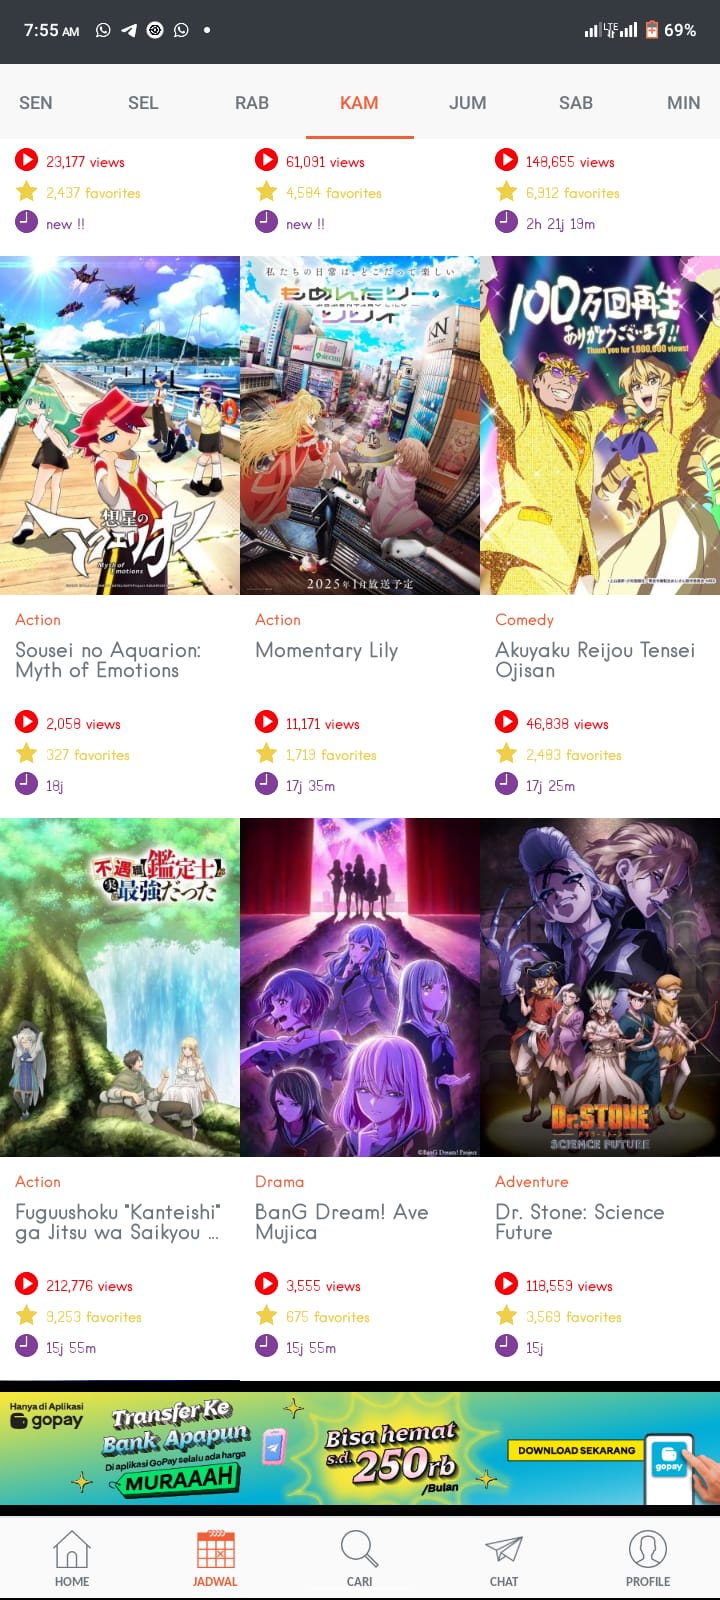 7:55 AM
LTE
69%
SEN SEL RAB KAM JUM SAB MIN
23,177 views
2,437 favorites
new !!
61,091 views
4,584 favorites
new !!
148,655 views
6,912 favorites
2h 21j 19m
想星の
アクエリオン
Myth of
Emotions
私たちの日常は、どこだって楽しい
もめんたりー・
リリイ
2025年1月放送予定
100万回再生
ありがとうございます!!
Thank you for 1,000,000 views!
Action
Sousei no Aquarion:
Myth of Emotions
2,058 views
327 favorites
18j
Action
Momentary Lily
11,171 views
1,719 favorites
17j 35m
Comedy
Akuyaku Reijou Tensei
Ojisan
46,838 views
2,483 favorites
17j 25m
不遇職【鑑定士】が
実は最強だった
©BanG Dream! Project
Dr.STONE
SCIENCE FUTURE
Action
Fuguushoku "Kanteishi"
ga Jitsu wa Saikyou ...
212,776 views
9,253 favorites
15j 55m
Drama
BanG Dream! Ave
Mujica
3,555 views
675 favorites
15j 55m
Adventure
Dr. Stone: Science
Future
118,559 views
3,569 favorites
15j
Hanya di Aplikasi
gopay
Transfer Ke
Bank Apapun
Di aplikasi GoPay selalu ada harga
MURAAAH
Bisa hemat
s.d. 250rb
/Bulan
DOWNLOAD SEKARANG
gopay
HOME JADWAL CARI CHAT PROFILE